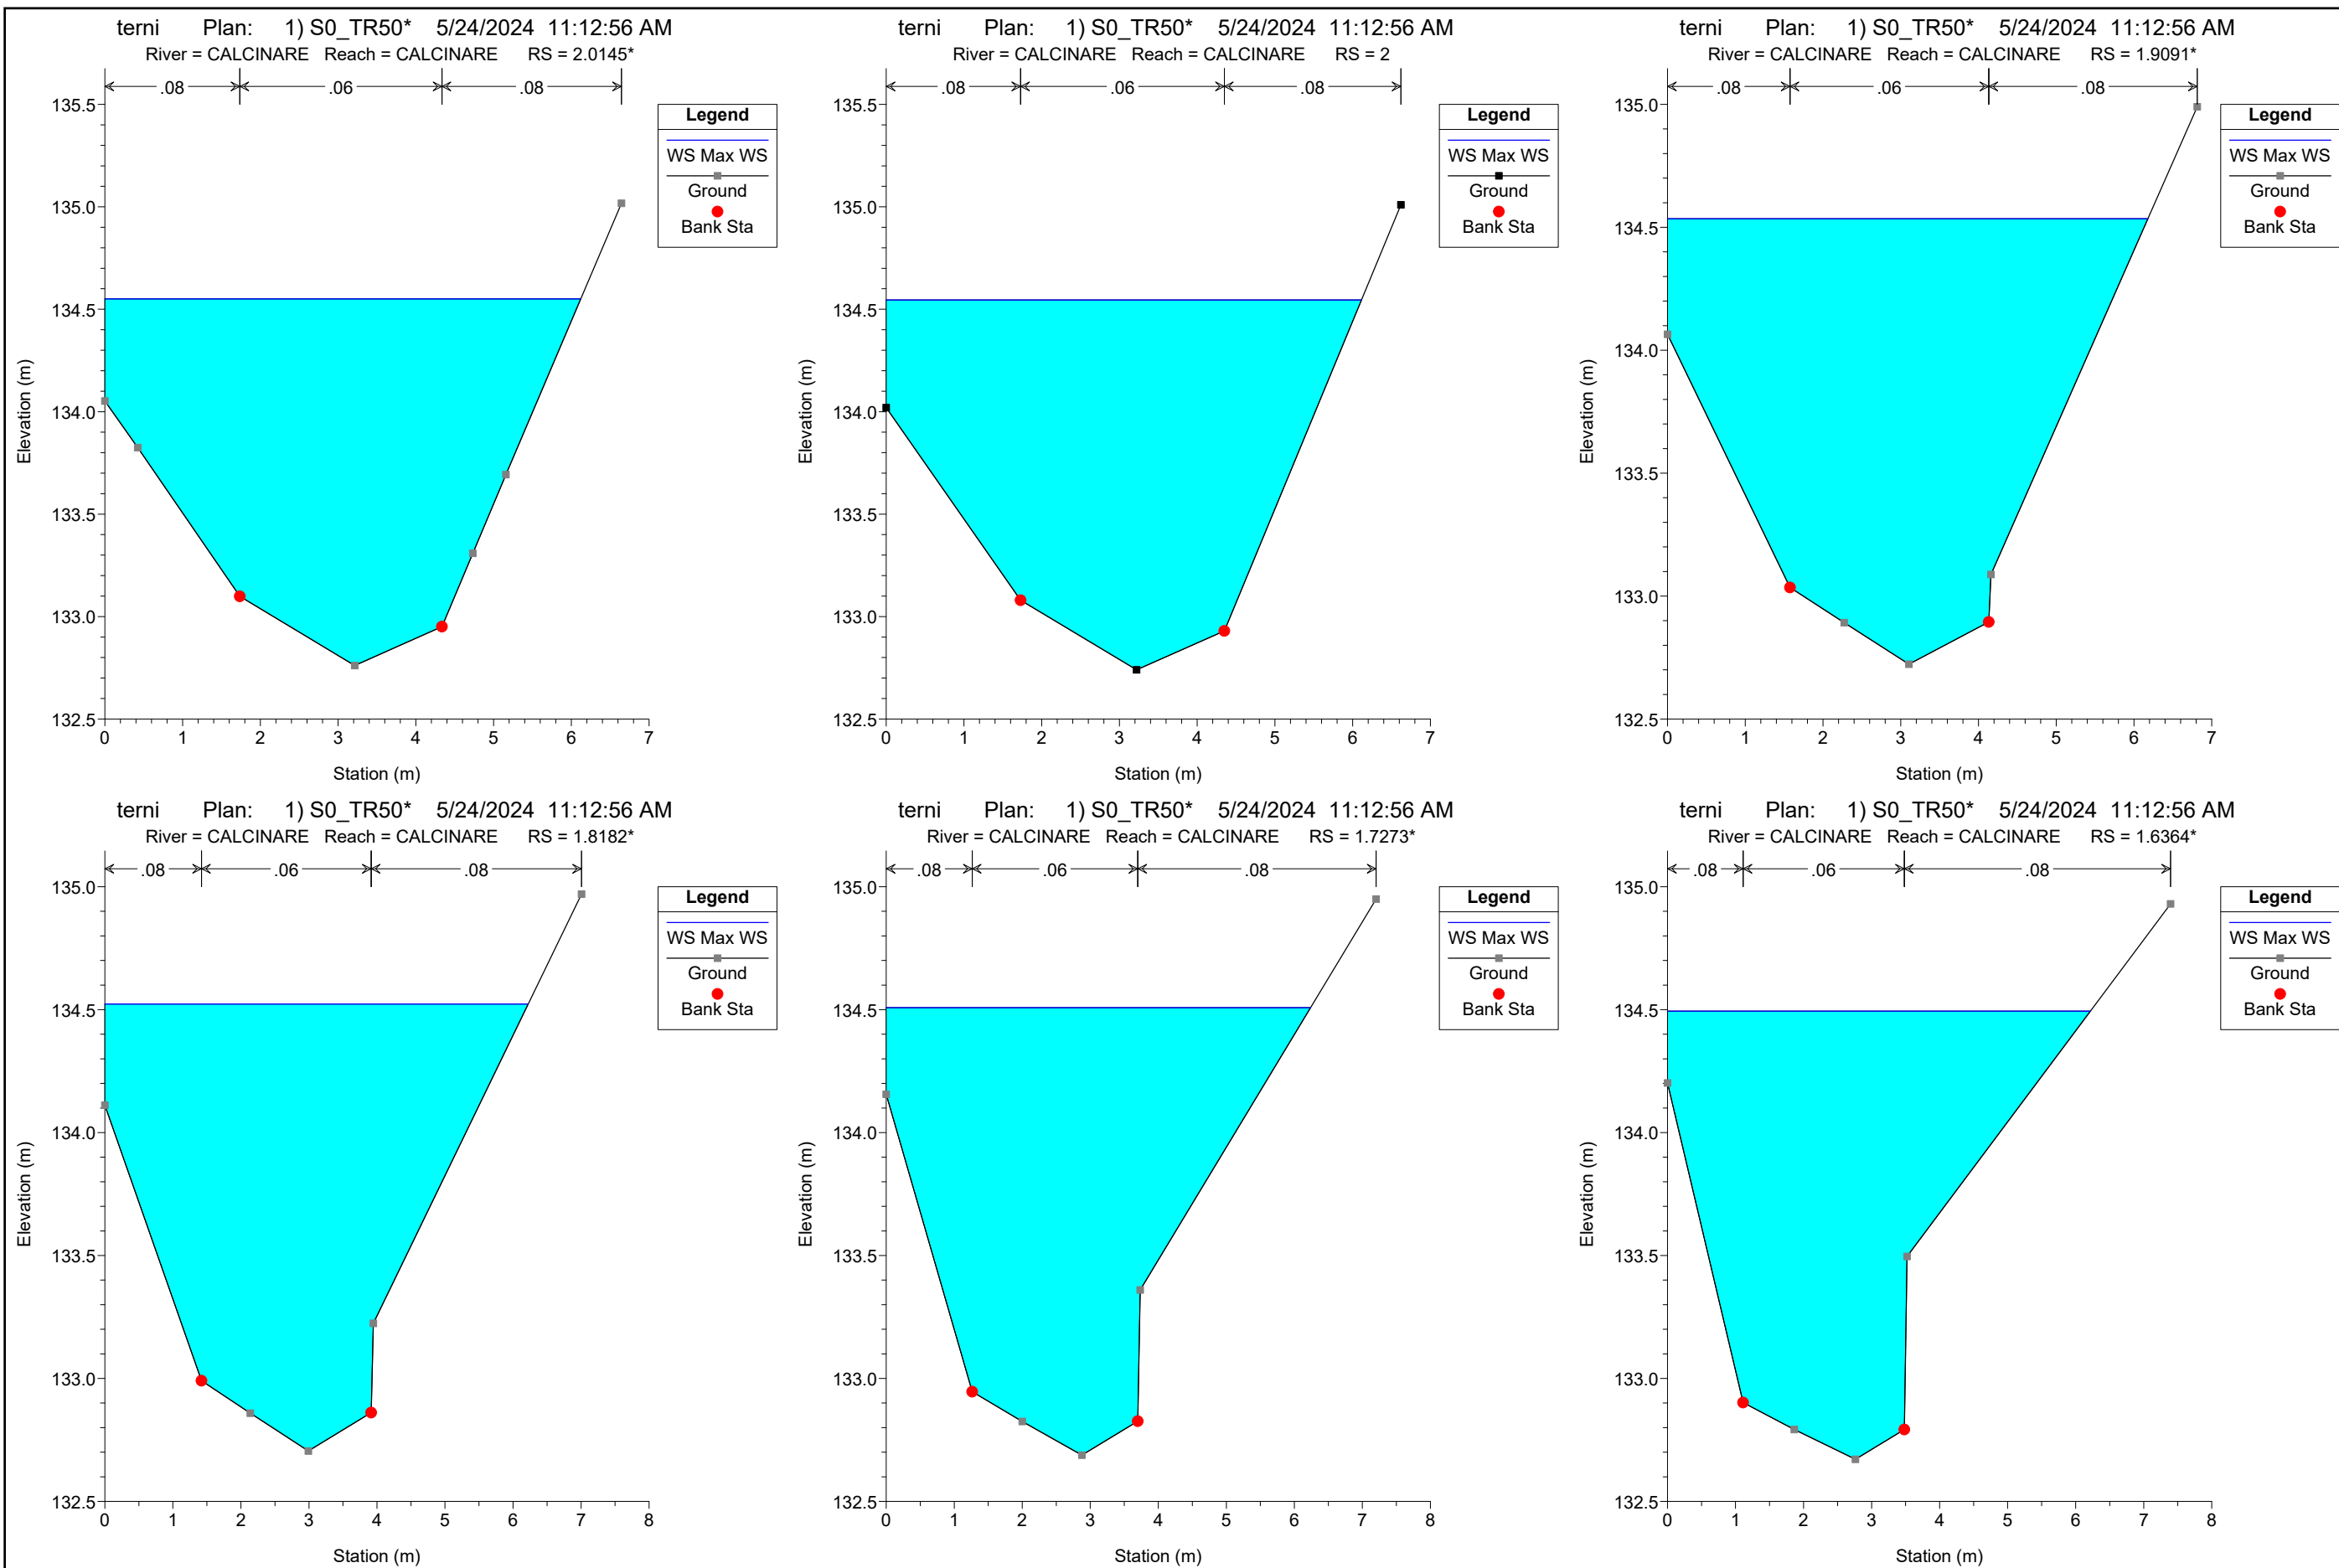 terni Plan: 1) S0_TR50* 5/24/2024 11:12:56 AM
River = CALCINARE Reach = CALCINARE RS = 2.0145*
.08 .06 .08
135.5
135.0
134.5
134.0
133.5
133.0
132.5
Elevation (m)
0 1 2 3 4 5 6 7
Station (m)
Legend
WS Max WS
Ground
Bank Sta
terni Plan: 1) S0_TR50* 5/24/2024 11:12:56 AM
River = CALCINARE Reach = CALCINARE RS = 2
.08 .06 .08
135.5
135.0
134.5
134.0
133.5
133.0
132.5
Elevation (m)
0 1 2 3 4 5 6 7
Station (m)
Legend
WS Max WS
Ground
Bank Sta
terni Plan: 1) S0_TR50* 5/24/2024 11:12:56 AM
River = CALCINARE Reach = CALCINARE RS = 1.9091*
.08 .06 .08
135.0
134.5
134.0
133.5
133.0
132.5
Elevation (m)
0 1 2 3 4 5 6 7
Station (m)
Legend
WS Max WS
Ground
Bank Sta
terni Plan: 1) S0_TR50* 5/24/2024 11:12:56 AM
River = CALCINARE Reach = CALCINARE RS = 1.8182*
.08 .06 .08
135.0
134.5
134.0
133.5
133.0
132.5
Elevation (m)
0 1 2 3 4 5 6 7 8
Station (m)
Legend
WS Max WS
Ground
Bank Sta
terni Plan: 1) S0_TR50* 5/24/2024 11:12:56 AM
River = CALCINARE Reach = CALCINARE RS = 1.7273*
.08 .06 .08
135.0
134.5
134.0
133.5
133.0
132.5
Elevation (m)
0 1 2 3 4 5 6 7 8
Station (m)
Legend
WS Max WS
Ground
Bank Sta
terni Plan: 1) S0_TR50* 5/24/2024 11:12:56 AM
River = CALCINARE Reach = CALCINARE RS = 1.6364*
.08 .06 .08
135.0
134.5
134.0
133.5
133.0
132.5
Elevation (m)
0 1 2 3 4 5 6 7 8
Station (m)
Legend
WS Max WS
Ground
Bank Sta